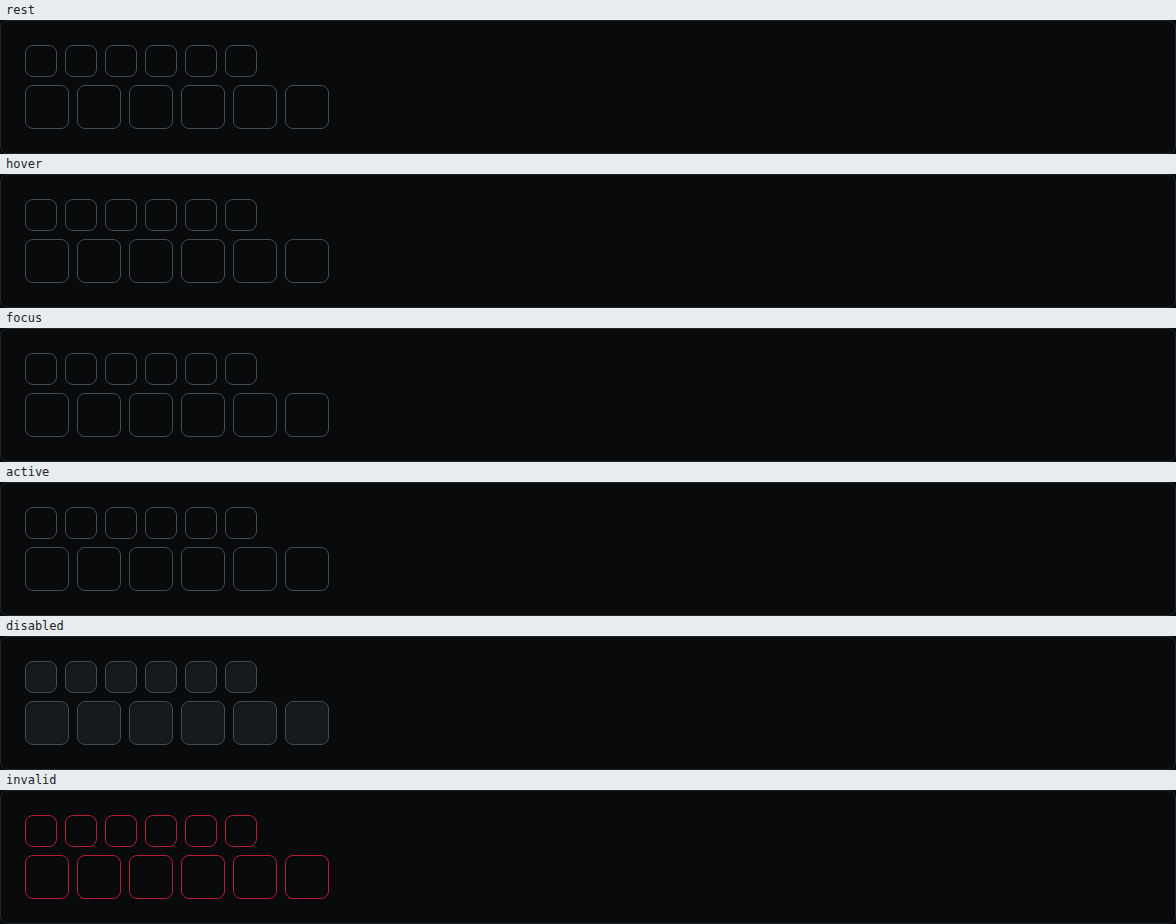 rest
hover
focus
active
disabled
invalid